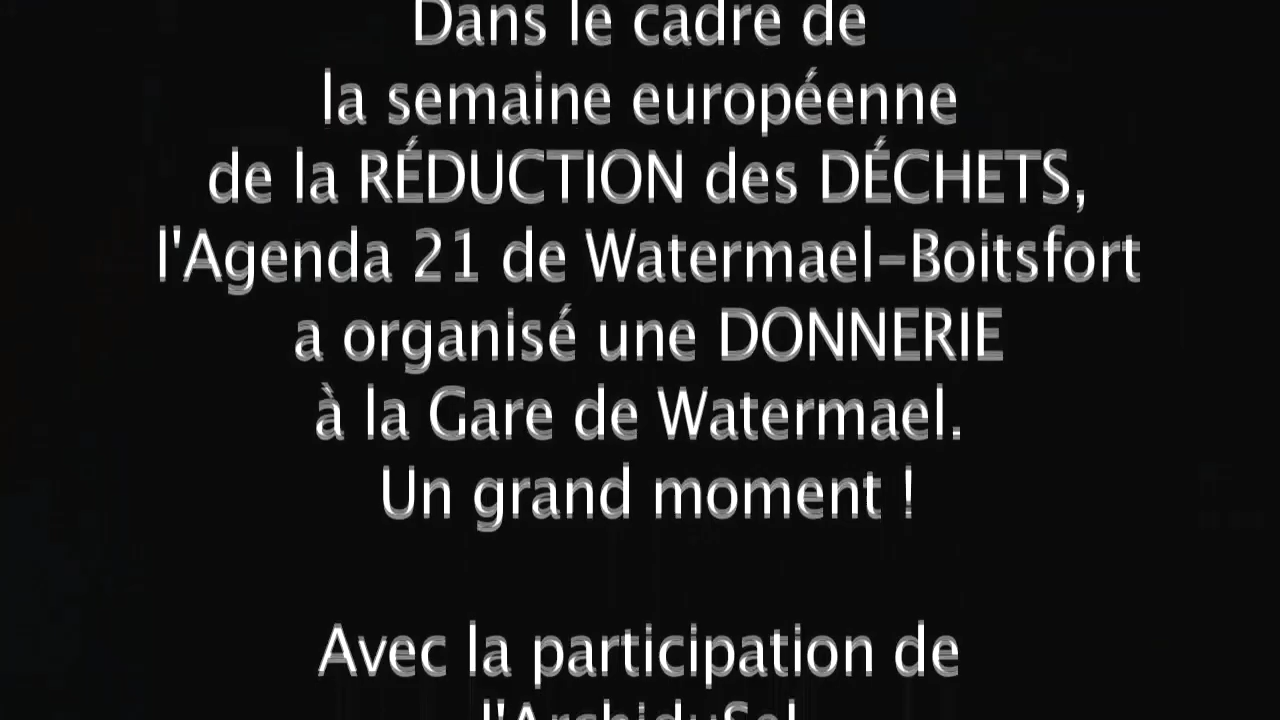 Dans le cadre de
la semaine européenne
de la RÉDUCTION des DÉCHETS,
l'Agenda 21 de Watermael-Boitsfort
a organisé une DONNERIE
à la Gare de Watermael.
Un grand moment !
Avec la participation de
l'ArchiduSel